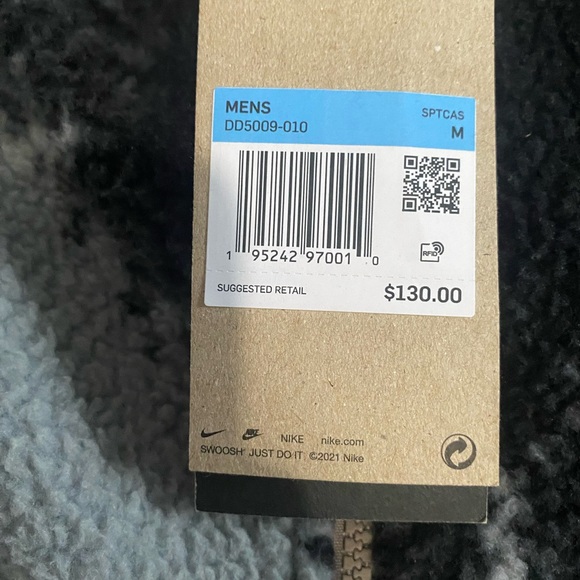 MENS
SPTCAS
DD5009-010
M
1 95242 97001 0
RFID
SUGGESTED RETAIL
$130.00
NIKE nike.com
SWOOSH® JUST DO IT. ©2021 Nike